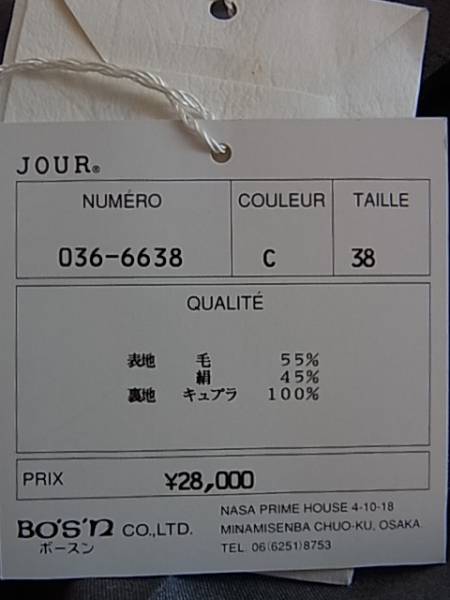 JOUR®
NUMÉRO COULEUR TAILLE
036-6638 C 38
QUALITÉ
表地 毛 55%
絹 45%
裏地 キュプラ 100%
PRIX ¥28,000
BO'S'N CO.,LTD.
ボースン
NASA PRIME HOUSE 4-10-18
MINAMISENBA CHUO-KU, OSAKA.
TEL. 06(6251)8753